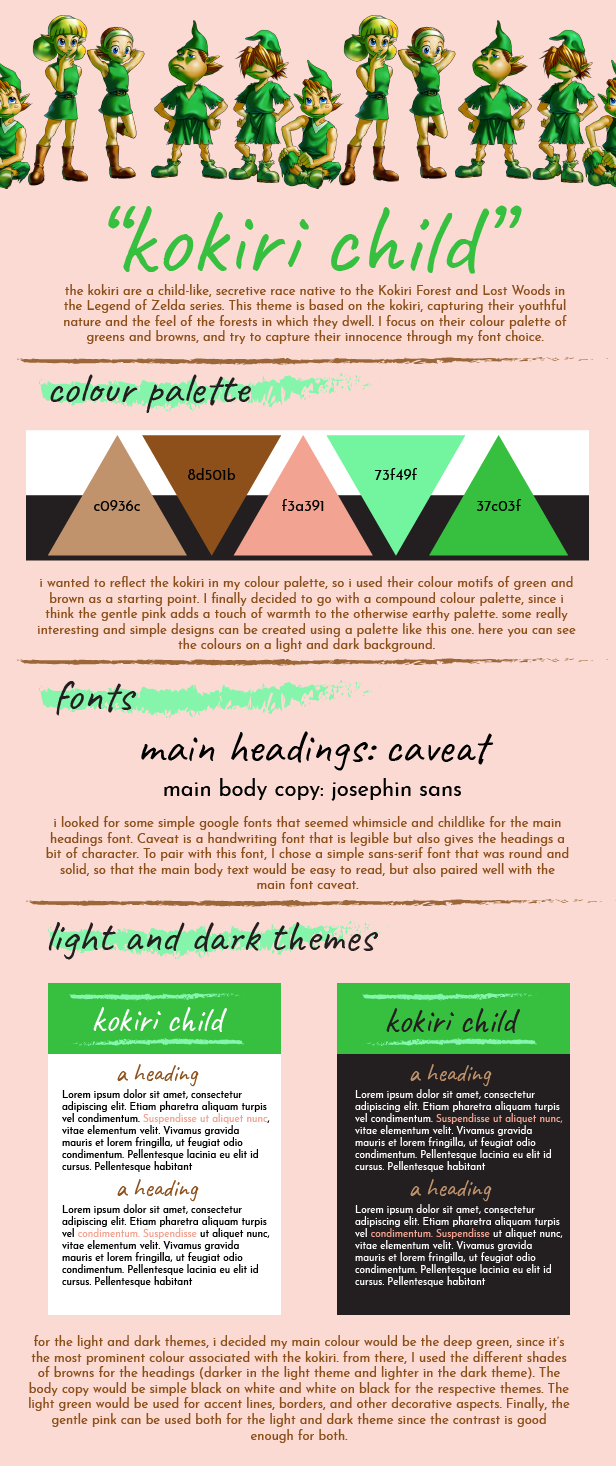 “kokiri child”
the kokiri are a child-like, secretive race native to the Kokiri Forest and Lost Woods in
the Legend of Zelda series. This theme is based on the kokiri, capturing their youthful
nature and the feel of the forests in which they dwell. I focus on their colour palette of
greens and browns, and try to capture their innocence through my font choice.
colour palette
c0936c
8d501b
f3a391
73f49f
37c03f
i wanted to reflect the kokiri in my colour palette, so i used their colour motifs of green and
brown as a starting point. I finally decided to go with a compound colour palette, since i
think the gentle pink adds a touch of warmth to the otherwise earthy palette. some really
interesting and simple designs can be created using a palette like this one. here you can see
the colours on a light and dark background.
fonts
main headings: caveat
main body copy: josephin sans
i looked for some simple google fonts that seemed whimsicle and childlike for the main
headings font. Caveat is a handwriting font that is legible but also gives the headings a
bit of character. To pair with this font, I chose a simple sans-serif font that was round and
solid, so that the main body text would be easy to read, but also paired well with the
main font caveat.
light and dark themes
kokiri child
a heading
Lorem ipsum dolor sit amet, consectetur
adipiscing elit. Etiam pharetra aliquam turpis
vel condimentum. Suspendisse ut aliquet nunc,
vitae elementum velit. Vivamus gravida
mauris et lorem fringilla, ut feugiat odio
condimentum. Pellentesque lacinia eu elit id
cursus. Pellentesque habitant
a heading
Lorem ipsum dolor sit amet, consectetur
adipiscing elit. Etiam pharetra aliquam turpis
vel condimentum. Suspendisse ut aliquet nunc,
vitae elementum velit. Vivamus gravida
mauris et lorem fringilla, ut feugiat odio
condimentum. Pellentesque lacinia eu elit id
cursus. Pellentesque habitant
kokiri child
a heading
Lorem ipsum dolor sit amet, consectetur
adipiscing elit. Etiam pharetra aliquam turpis
vel condimentum. Suspendisse ut aliquet nunc,
vitae elementum velit. Vivamus gravida
mauris et lorem fringilla, ut feugiat odio
condimentum. Pellentesque lacinia eu elit id
cursus. Pellentesque habitant
a heading
Lorem ipsum dolor sit amet, consectetur
adipiscing elit. Etiam pharetra aliquam turpis
vel condimentum. Suspendisse ut aliquet nunc,
vitae elementum velit. Vivamus gravida
mauris et lorem fringilla, ut feugiat odio
condimentum. Pellentesque lacinia eu elit id
cursus. Pellentesque habitant
for the light and dark themes, i decided my main colour would be the deep green, since it's
the most prominent colour associated with the kokiri. from there, I used the different shades
of browns for the headings (darker in the light theme and lighter in the dark theme). The
body copy would be simple black on white and white on black for the respective themes. The
light green would be used for accent lines, borders, and other decorative aspects. Finally, the
gentle pink can be used both for the light and dark theme since the contrast is good
enough for both.